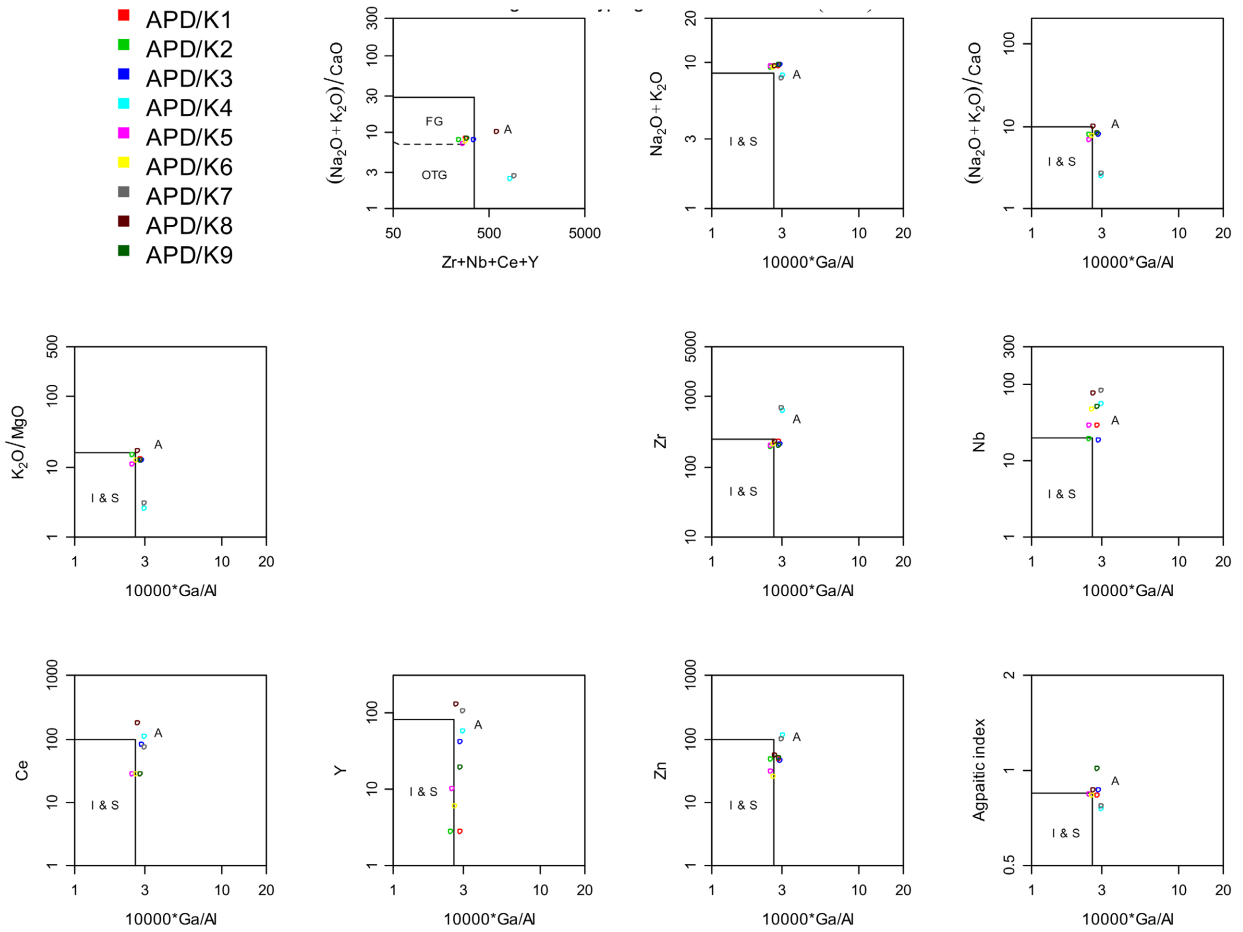 APD/K1
APD/K2
APD/K3
APD/K4
APD/K5
APD/K6
APD/K7
APD/K8
APD/K9
(Na₂O+K₂O)/CaO
300
100
30
10
3
1
FG
OTG
A
50
500
5000
Zr+Nb+Ce+Y
Na₂O+K₂O
20
10
3
1
A
I & S
1
3
10
20
10000*Ga/Al
(Na₂O+K₂O)/CaO
100
10
1
A
I & S
1
3
10
20
10000*Ga/Al
K₂O/MgO
500
100
10
1
A
I & S
1
3
10
20
10000*Ga/Al
Zr
5000
1000
100
10
A
I & S
1
3
10
20
10000*Ga/Al
Nb
300
100
10
1
A
I & S
1
3
10
20
10000*Ga/Al
Ce
1000
100
10
1
A
I & S
1
3
10
20
10000*Ga/Al
Y
100
10
1
A
I & S
1
3
10
20
10000*Ga/Al
Zn
1000
100
10
1
A
I & S
1
3
10
20
10000*Ga/Al
Agpaitic index
2
1
0.5
A
I & S
1
3
10
20
10000*Ga/Al